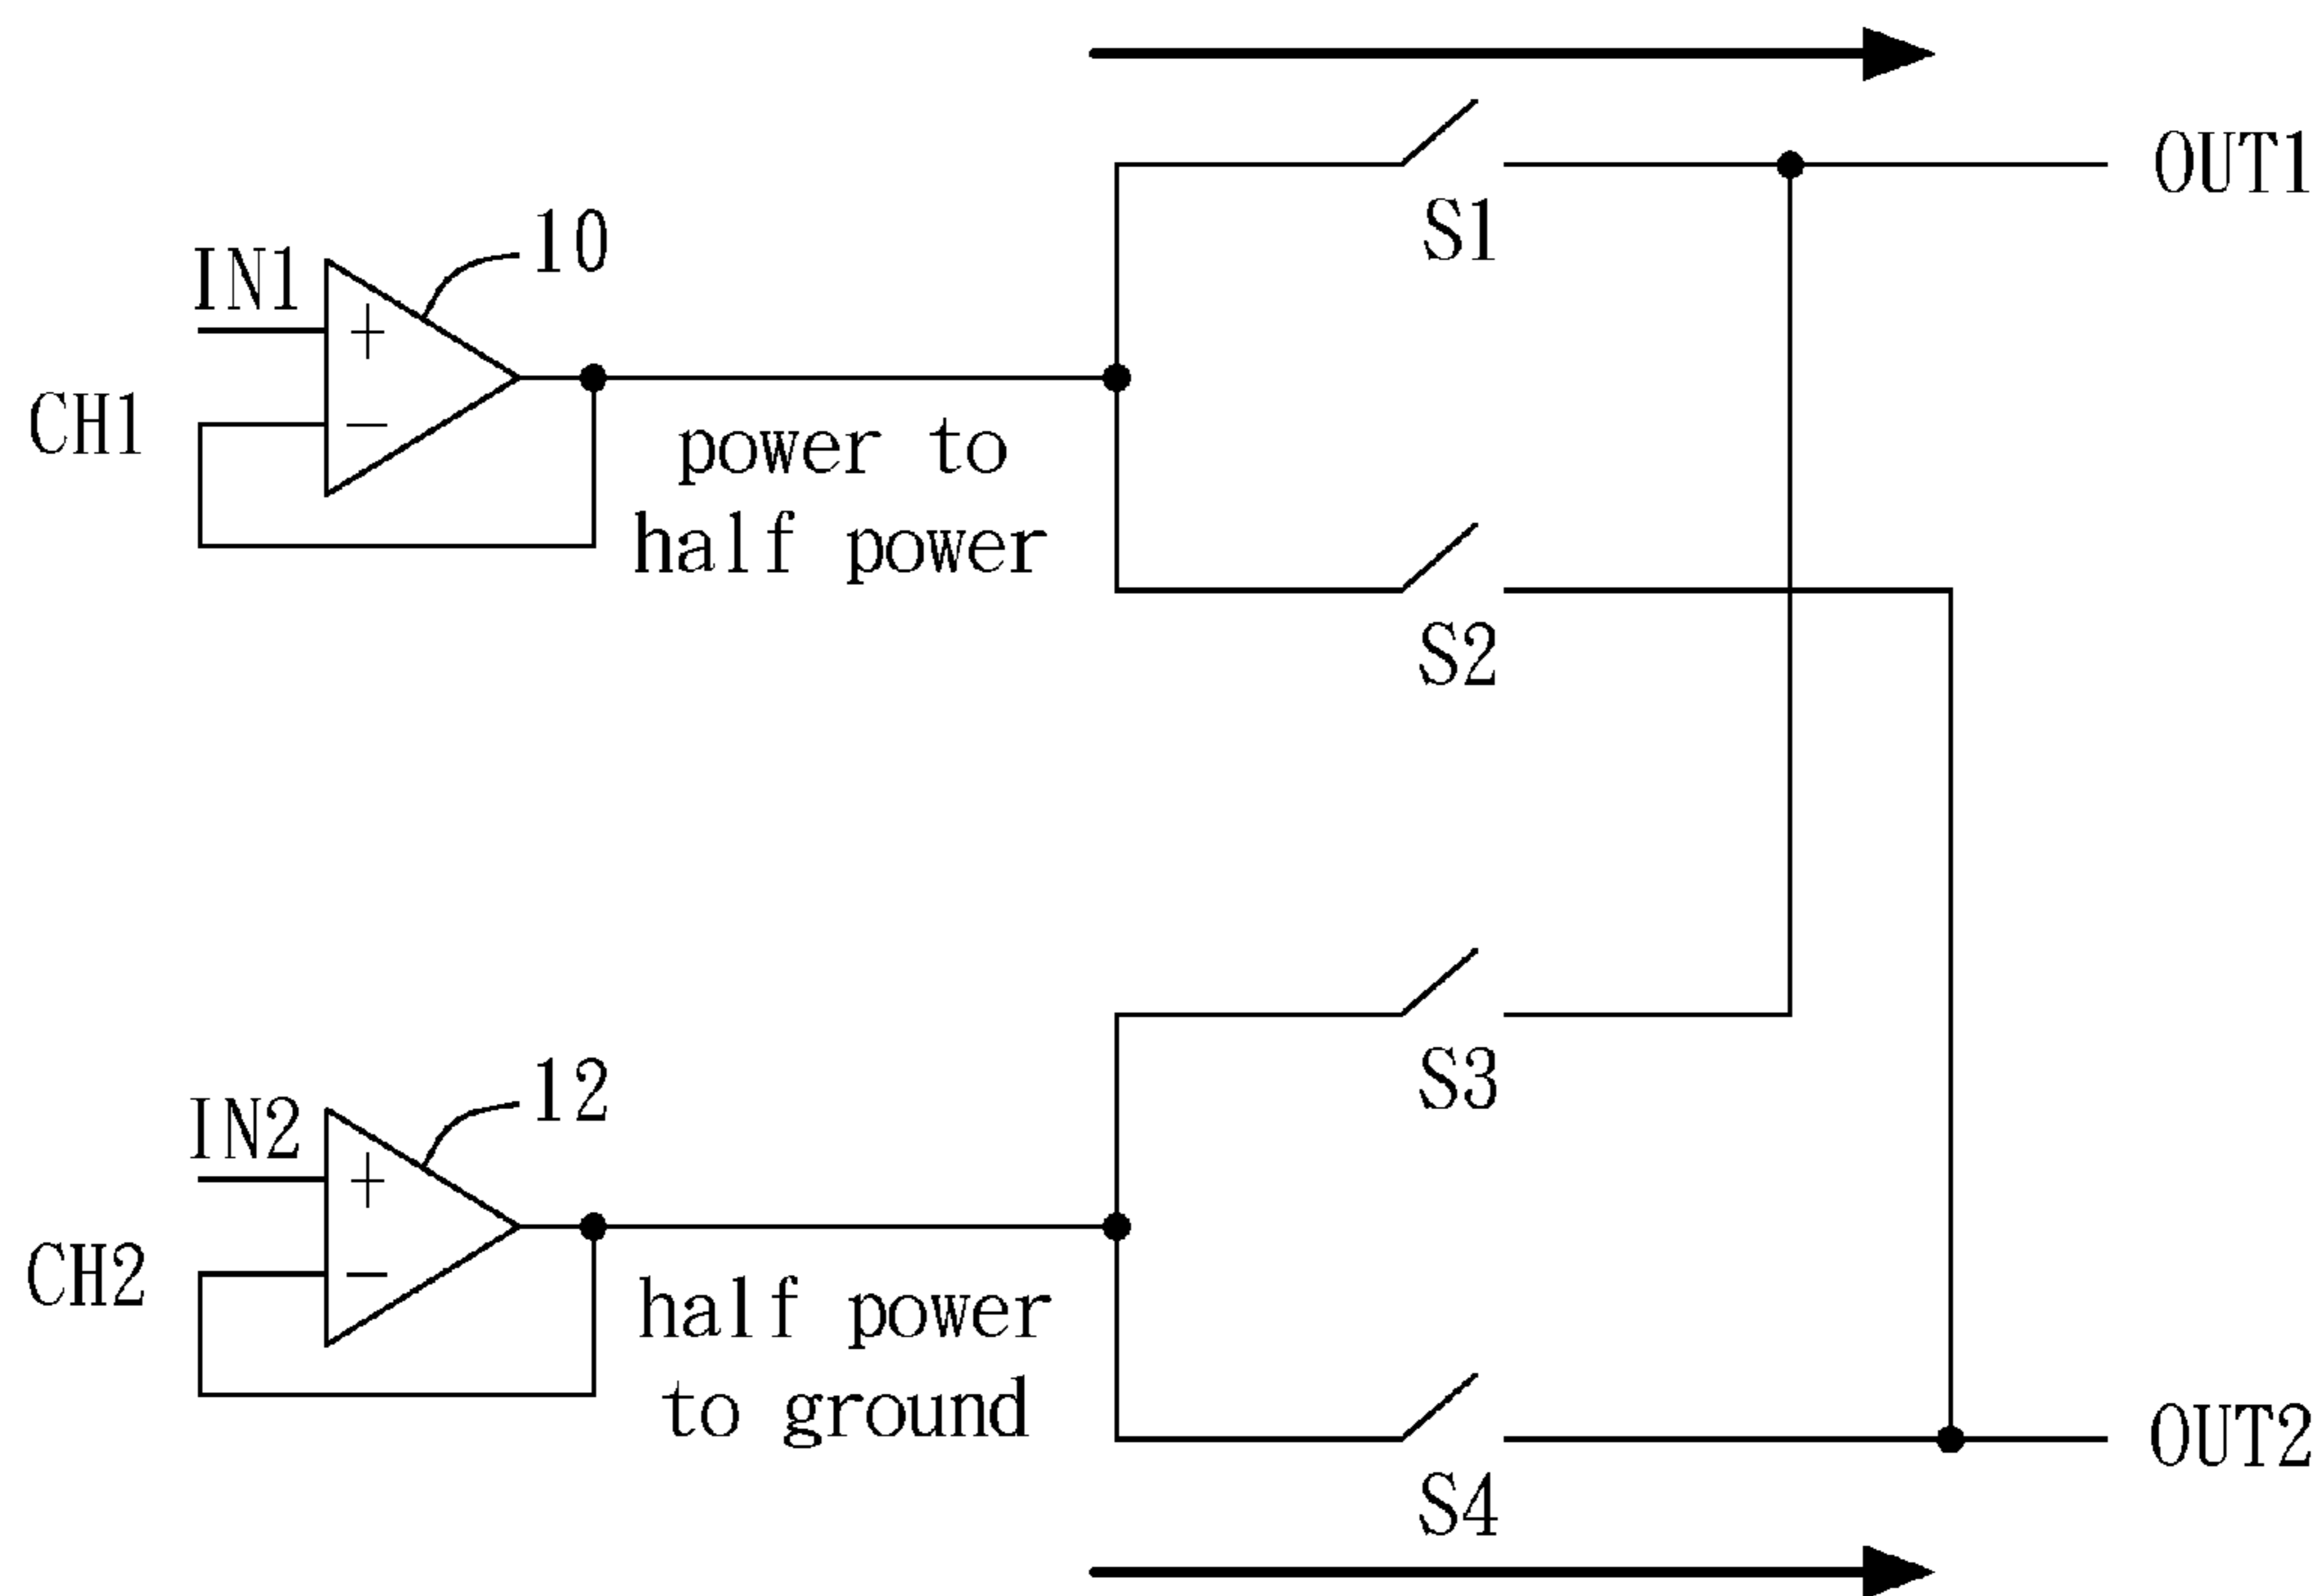 OUT1
S1
10
IN1
+
CH1
−
power to
half power
S2
S3
12
IN2
+
CH2
−
half power
to ground
OUT2
S4